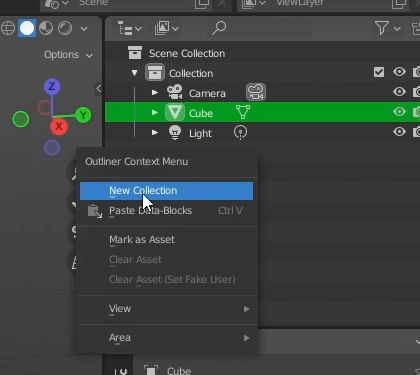 Scene
ViewLayer
Options
Scene Collection
Collection
Z
Camera
Y
Cube
X
Light
Outliner Context Menu
New Collection
Paste Data-Blocks Ctrl V
Mark as Asset
Clear Asset
Clear Asset (Set Fake User)
View
Area
Cube